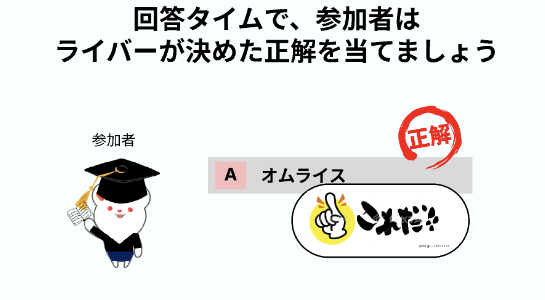 回答タイムで、参加者は
ライバーが決めた正解を当てましょう
参加者
正解
A オムライス
これだ!!